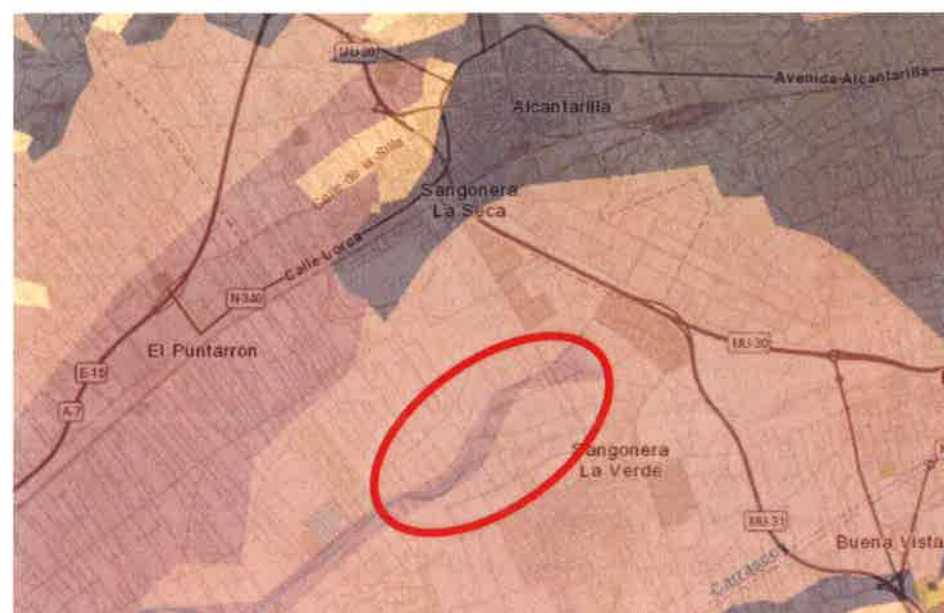 MU-30
Avenida Alcantarilla
Alcantarilla
Sangonera
La Seca
Calle Lorca
N-340
El Puntarron
E-15
A-7
MU-30
Sangonera
La Verde
MU-31
Buena Vista
Carrascoy